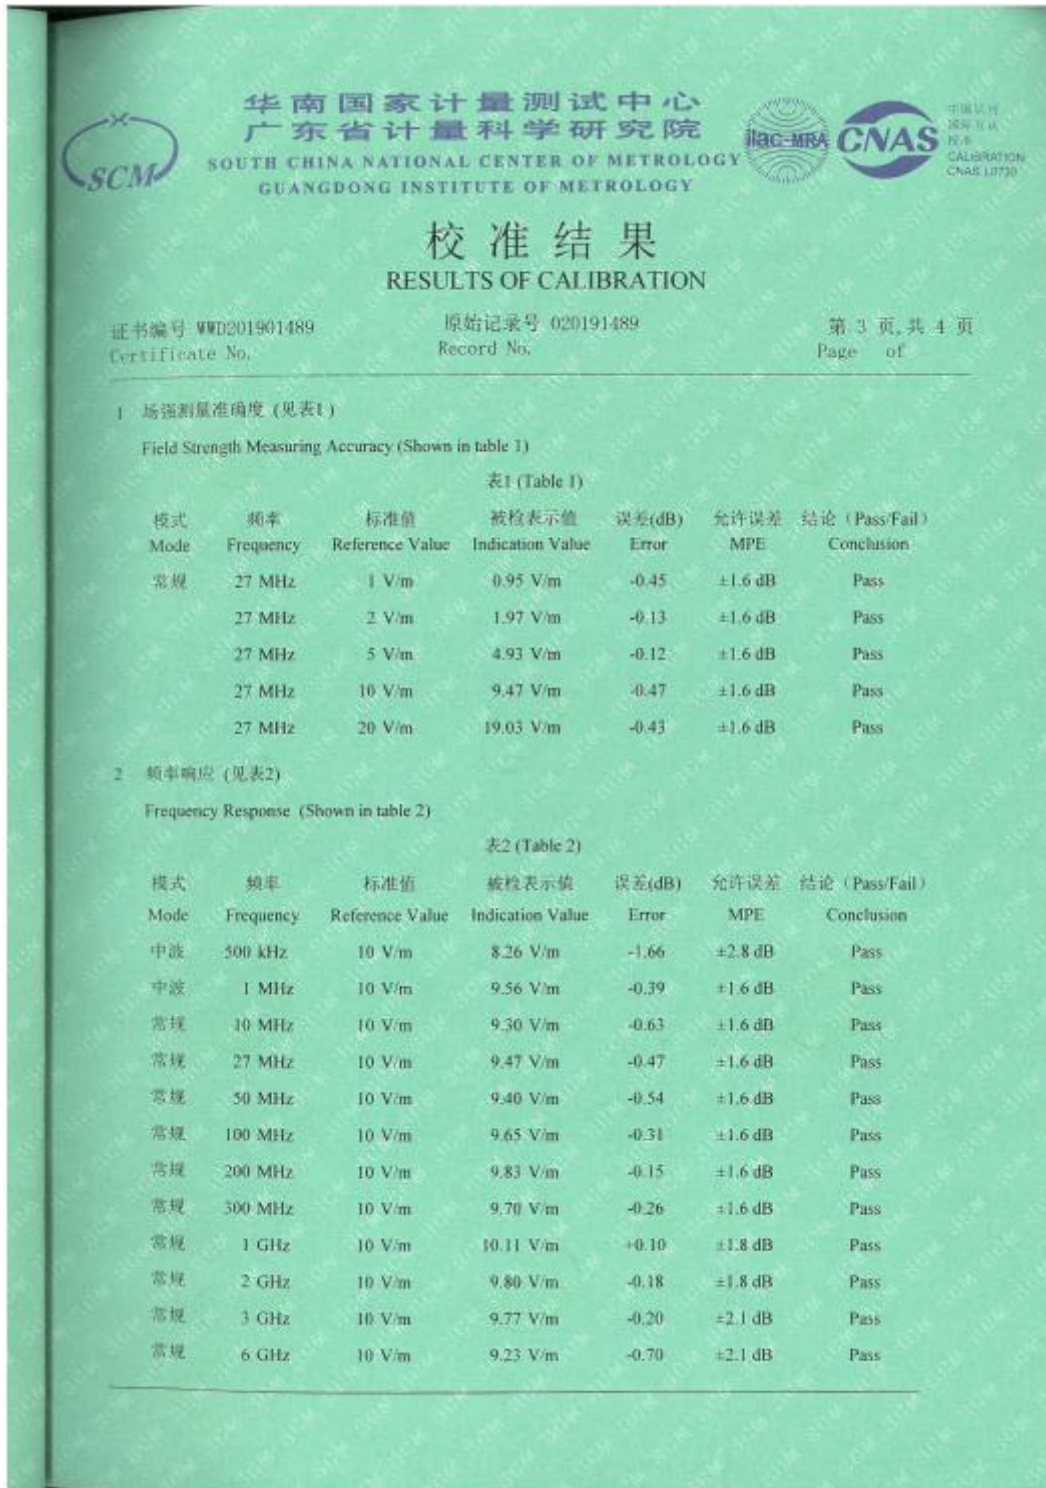 华南国家计量测试中心
广东省计量科学研究院
SOUTH CHINA NATIONAL CENTER OF METROLOGY
GUANGDONG INSTITUTE OF METROLOGY
SCM
ilac-MRA
CNAS
中国认可
国际互认
校准
CALIBRATION
CNAS L0730
校准结果
RESULTS OF CALIBRATION
证书编号 WWD201901489 原始记录号 020191489 第 3 页,共 4 页
Certificate No. Record No. Page of
1 场强测量准确度 (见表1)
Field Strength Measuring Accuracy (Shown in table 1)
表1 (Table 1)
模式 频率 标准值 被检表示值 误差(dB) 允许误差 结论（Pass/Fail）
Mode Frequency Reference Value Indication Value Error MPE Conclusion
常规 27 MHz 1 V/m 0.95 V/m -0.45 ±1.6 dB Pass
27 MHz 2 V/m 1.97 V/m -0.13 ±1.6 dB Pass
27 MHz 5 V/m 4.93 V/m -0.12 ±1.6 dB Pass
27 MHz 10 V/m 9.47 V/m -0.47 ±1.6 dB Pass
27 MHz 20 V/m 19.03 V/m -0.43 ±1.6 dB Pass
2 频率响应 (见表2)
Frequency Response (Shown in table 2)
表2 (Table 2)
模式 频率 标准值 被检表示值 误差(dB) 允许误差 结论（Pass/Fail）
Mode Frequency Reference Value Indication Value Error MPE Conclusion
中波 500 kHz 10 V/m 8.26 V/m -1.66 ±2.8 dB Pass
中波 1 MHz 10 V/m 9.56 V/m -0.39 ±1.6 dB Pass
常规 10 MHz 10 V/m 9.30 V/m -0.63 ±1.6 dB Pass
常规 27 MHz 10 V/m 9.47 V/m -0.47 ±1.6 dB Pass
常规 50 MHz 10 V/m 9.40 V/m -0.54 ±1.6 dB Pass
常规 100 MHz 10 V/m 9.65 V/m -0.31 ±1.6 dB Pass
常规 200 MHz 10 V/m 9.83 V/m -0.15 ±1.6 dB Pass
常规 300 MHz 10 V/m 9.70 V/m -0.26 ±1.6 dB Pass
常规 1 GHz 10 V/m 10.11 V/m +0.10 ±1.8 dB Pass
常规 2 GHz 10 V/m 9.80 V/m -0.18 ±1.8 dB Pass
常规 3 GHz 10 V/m 9.77 V/m -0.20 ±2.1 dB Pass
常规 6 GHz 10 V/m 9.23 V/m -0.70 ±2.1 dB Pass